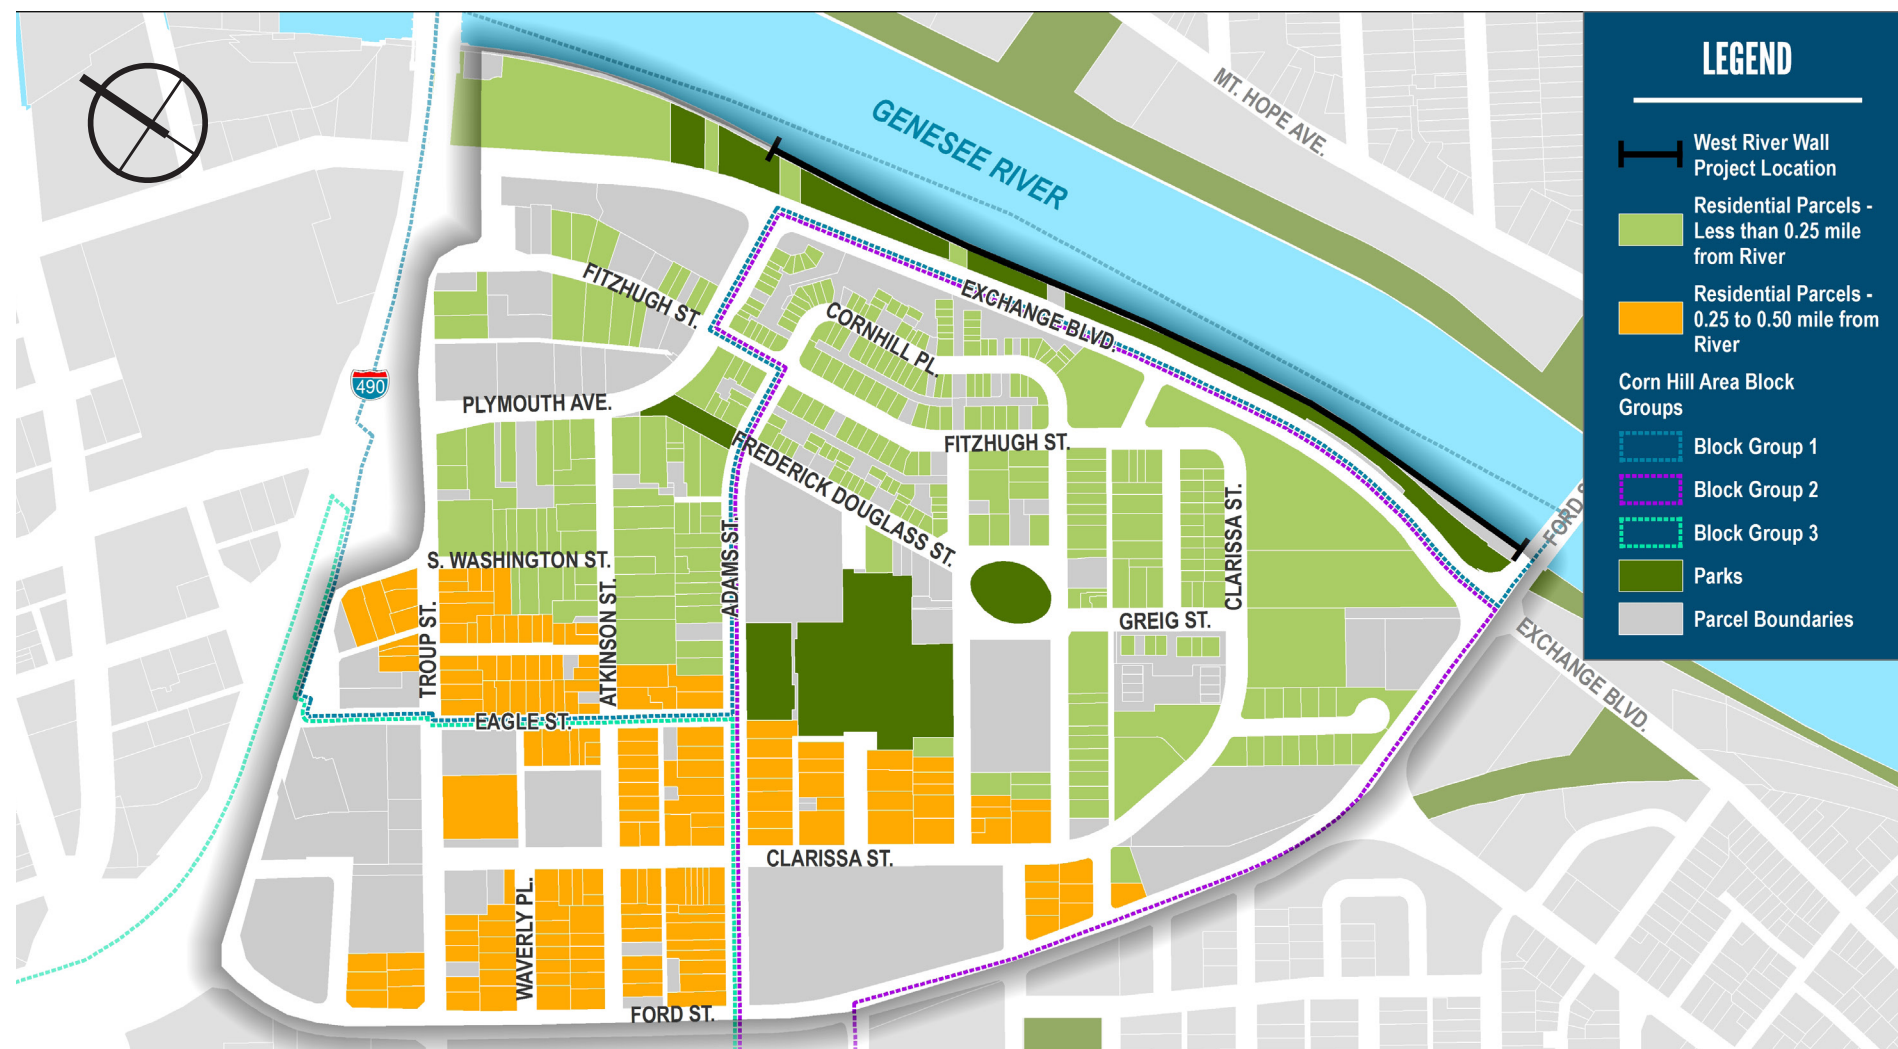 LEGEND
West River Wall
Project Location
Residential Parcels -
Less than 0.25 mile
from River
Residential Parcels -
0.25 to 0.50 mile from
River
Corn Hill Area Block
Groups
Block Group 1
Block Group 2
Block Group 3
Parks
Parcel Boundaries
MT. HOPE AVE.
GENESEE RIVER
FITZHUGH ST.
EXCHANGE BLVD.
CORNHILL PL.
490
PLYMOUTH AVE.
FITZHUGH ST.
FREDERICK DOUGLASS ST.
CLARISSA ST.
FORD S
S. WASHINGTON ST.
ADAMS ST.
ATKINSON ST.
TROUP ST.
GREIG ST.
EXCHANGE BLVD.
EAGLE ST.
CLARISSA ST.
WAVERLY PL.
FORD ST.